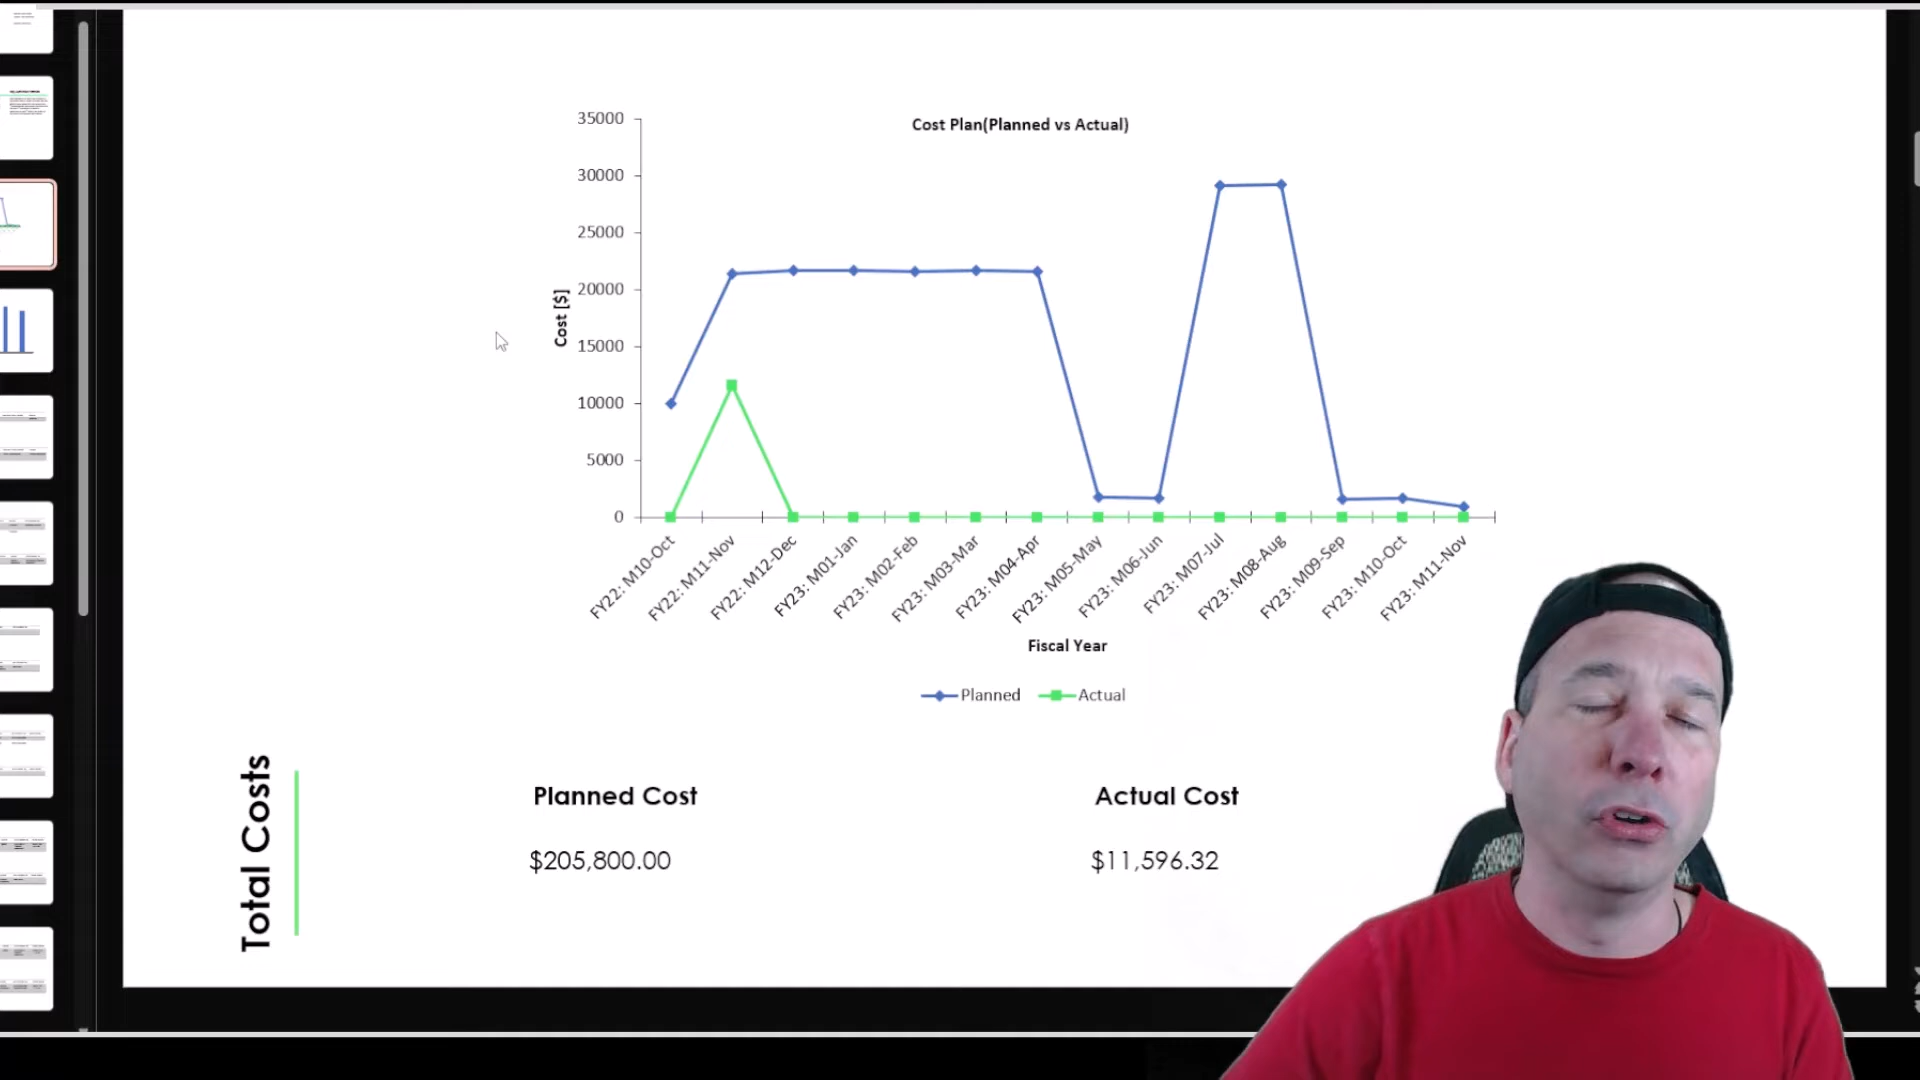 Cost Plan(Planned vs Actual)
35000
30000
25000
20000
15000
10000
5000
0
Cost [$]
FY22: M10-Oct
FY22: M11-Nov
FY22: M12-Dec
FY23: M01-Jan
FY23: M02-Feb
FY23: M03-Mar
FY23: M04-Apr
FY23: M05-May
FY23: M06-Jun
FY23: M07-Jul
FY23: M08-Aug
FY23: M09-Sep
FY23: M10-Oct
FY23: M11-Nov
Fiscal Year
Planned Actual
Total Costs
Planned Cost Actual Cost
$205,800.00 $11,596.32